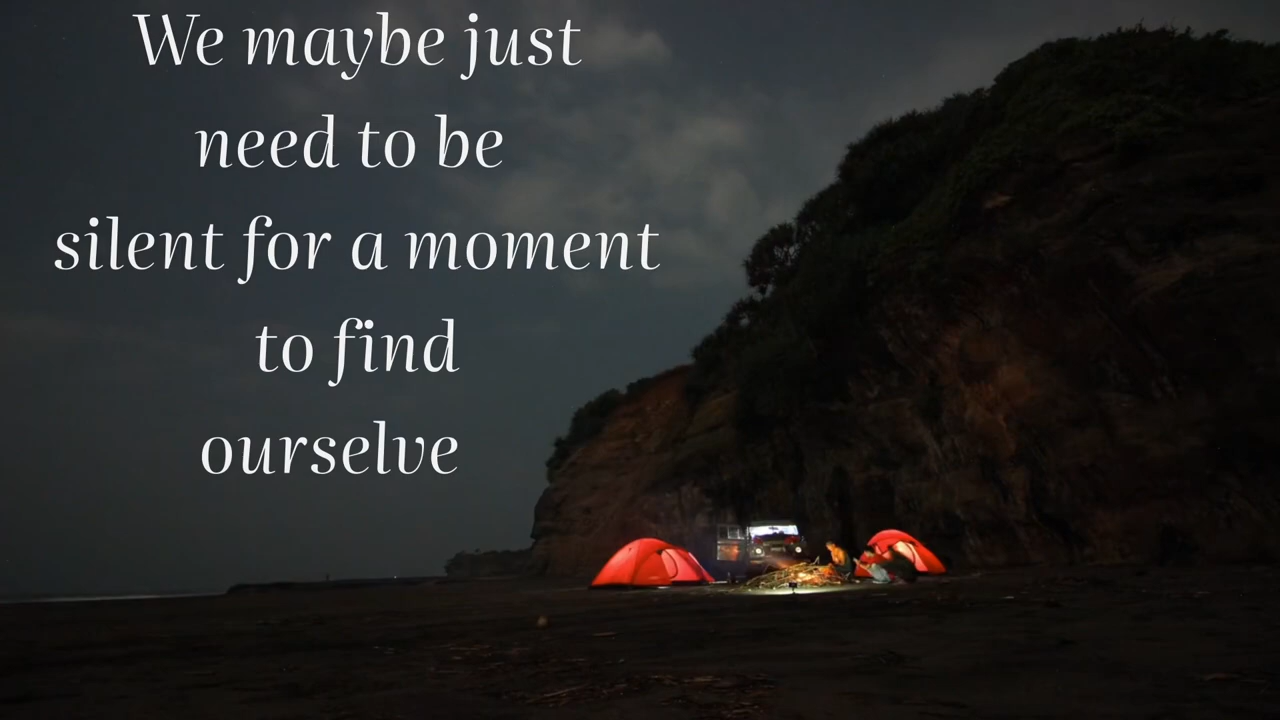 We maybe just
need to be
silent for a moment
to find
ourselve